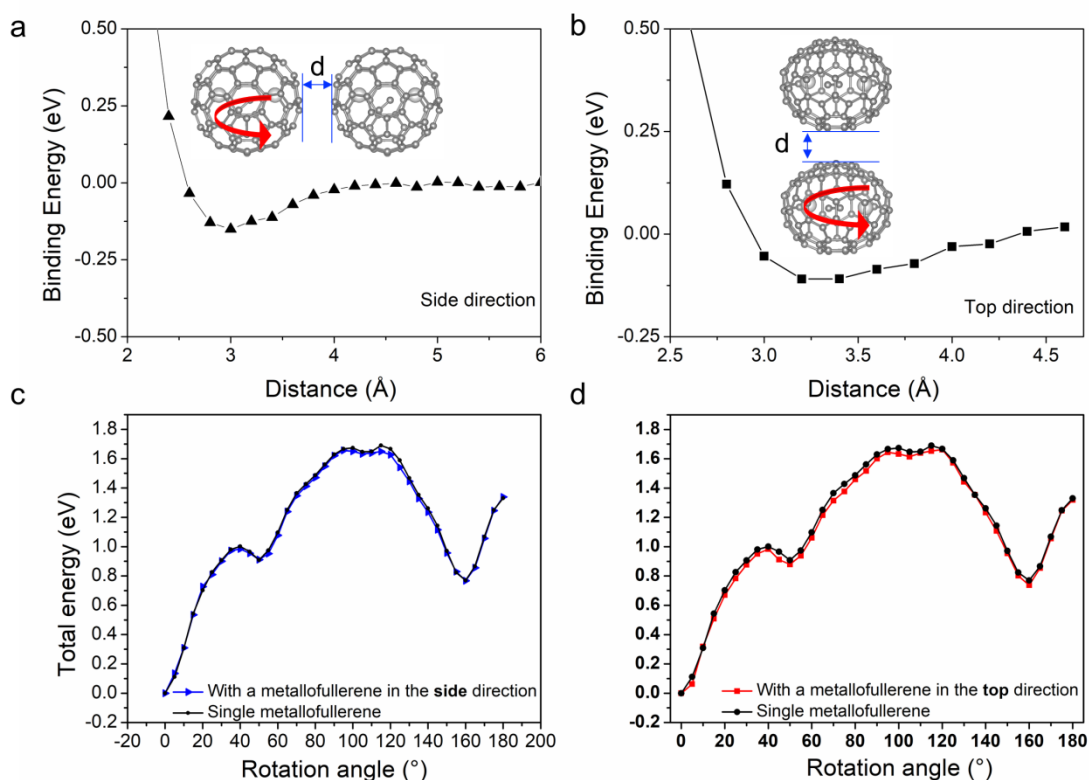 a
0.50
0.25
0.00
-0.25
-0.50
Binding Energy (eV)
d
Side direction
2
3
4
5
6
Distance (Å)
b
0.50
0.25
0.00
-0.25
Binding Energy (eV)
d
Top direction
2.5
3.0
3.5
4.0
4.5
Distance (Å)
c
1.8
1.6
1.4
1.2
1.0
0.8
0.6
0.4
0.2
0.0
-0.2
Total energy (eV)
With a metallofullerene in the side direction
Single metallofullerene
-20 0 20 40 60 80 100 120 140 160 180 200
Rotation angle (°)
d
1.8
1.6
1.4
1.2
1.0
0.8
0.6
0.4
0.2
0.0
-0.2
With a metallofullerene in the top direction
Single metallofullerene
0 20 40 60 80 100 120 140 160 180
Rotation angle (°)